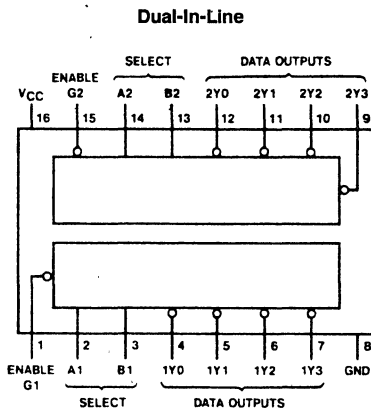 Dual-In-Line
SELECT DATA OUTPUTS
ENABLE
VCC G2 A2 B2 2Y0 2Y1 2Y2 2Y3
16 15 14 13 12 11 10 9
1 2 3 4 5 6 7 8
ENABLE A1 B1 1Y0 1Y1 1Y2 1Y3 GND
G1
SELECT DATA OUTPUTS